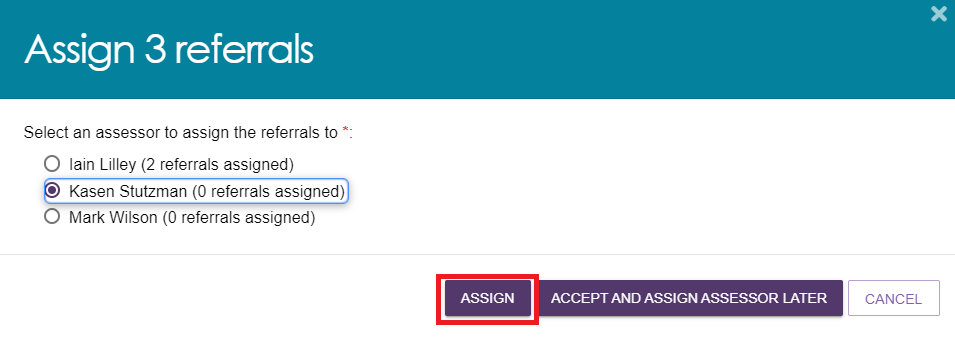 Assign 3 referrals
Select an assessor to assign the referrals to *:
Iain Lilley (2 referrals assigned)
Kasen Stutzman (0 referrals assigned)
Mark Wilson (0 referrals assigned)
ASSIGN ACCEPT AND ASSIGN ASSESSOR LATER CANCEL